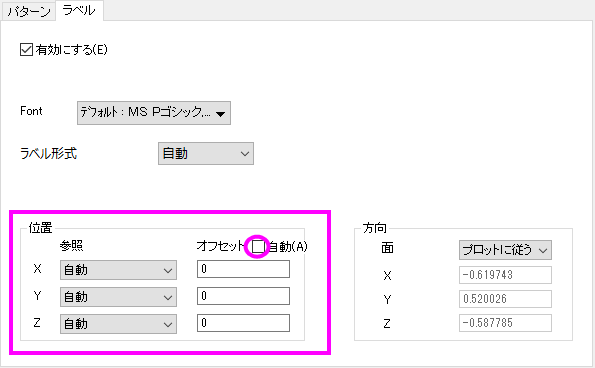 パターン ラベル
有効にする(E)
Font デフォルト : MS Pゴシック,...
ラベル形式 自動
位置 方向
参照 オフセット 自動(A) 面 プロットに従う
X 自動 0 X -0.619743
Y 自動 0 Y 0.520026
Z 自動 0 Z -0.587785